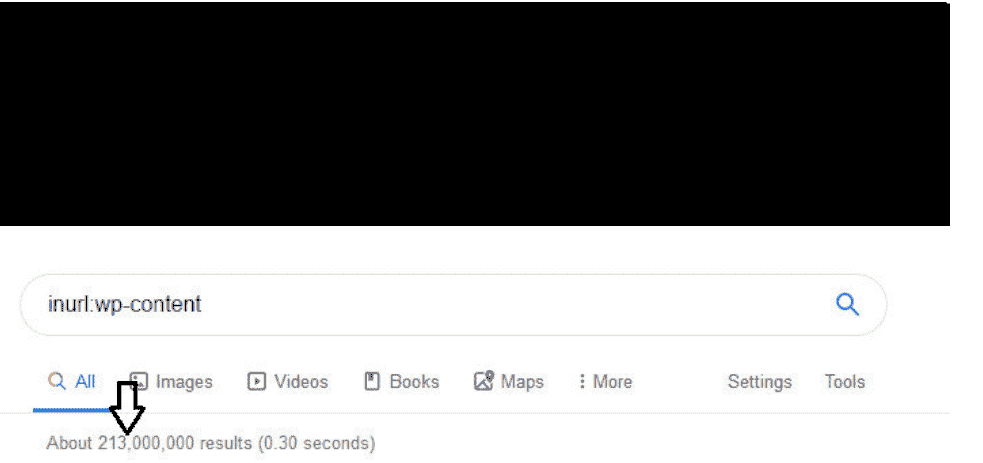 inurl:wp-content
All Images Videos Books Maps More Settings Tools
About 213,000,000 results (0.30 seconds)